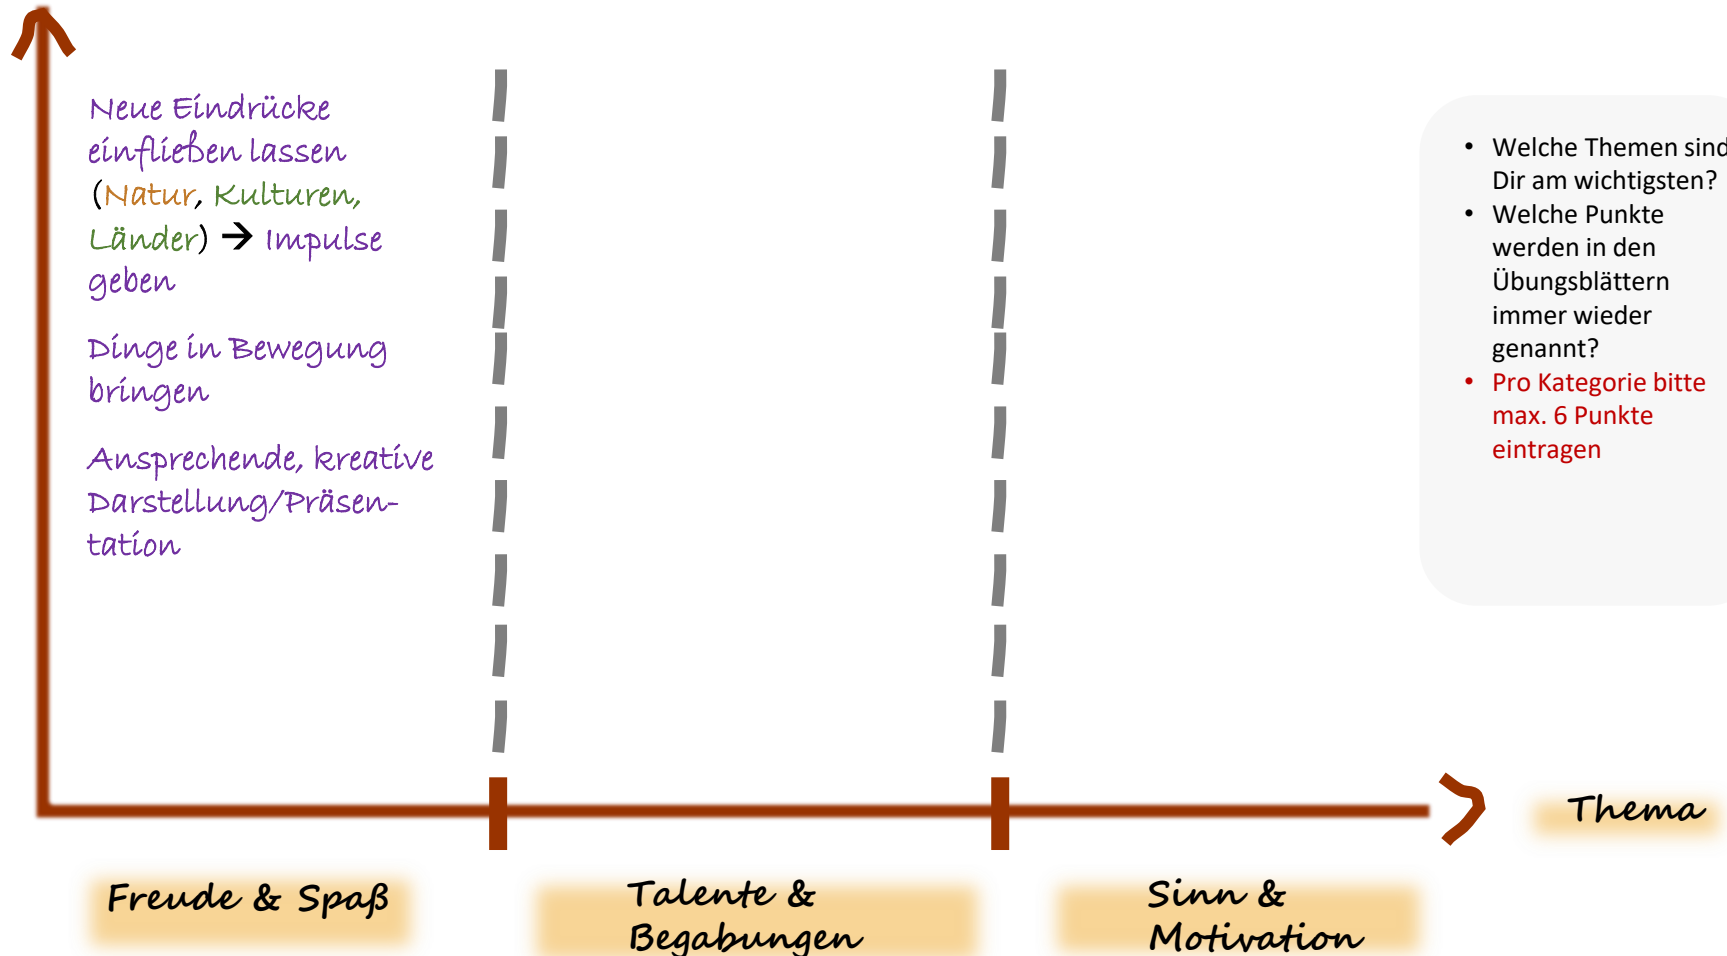 Neue Eindrücke
einfließen lassen
(Natur, Kulturen,
Länder) → Impulse
geben
Dinge in Bewegung
bringen
Ansprechende, kreative
Darstellung/Präsen-
tation
• Welche Themen sind
Dir am wichtigsten?
• Welche Punkte
werden in den
Übungsblättern
immer wieder
genannt?
• Pro Kategorie bitte
max. 6 Punkte
eintragen
Thema
Freude & Spaß
Talente &
Begabungen
Sinn &
Motivation